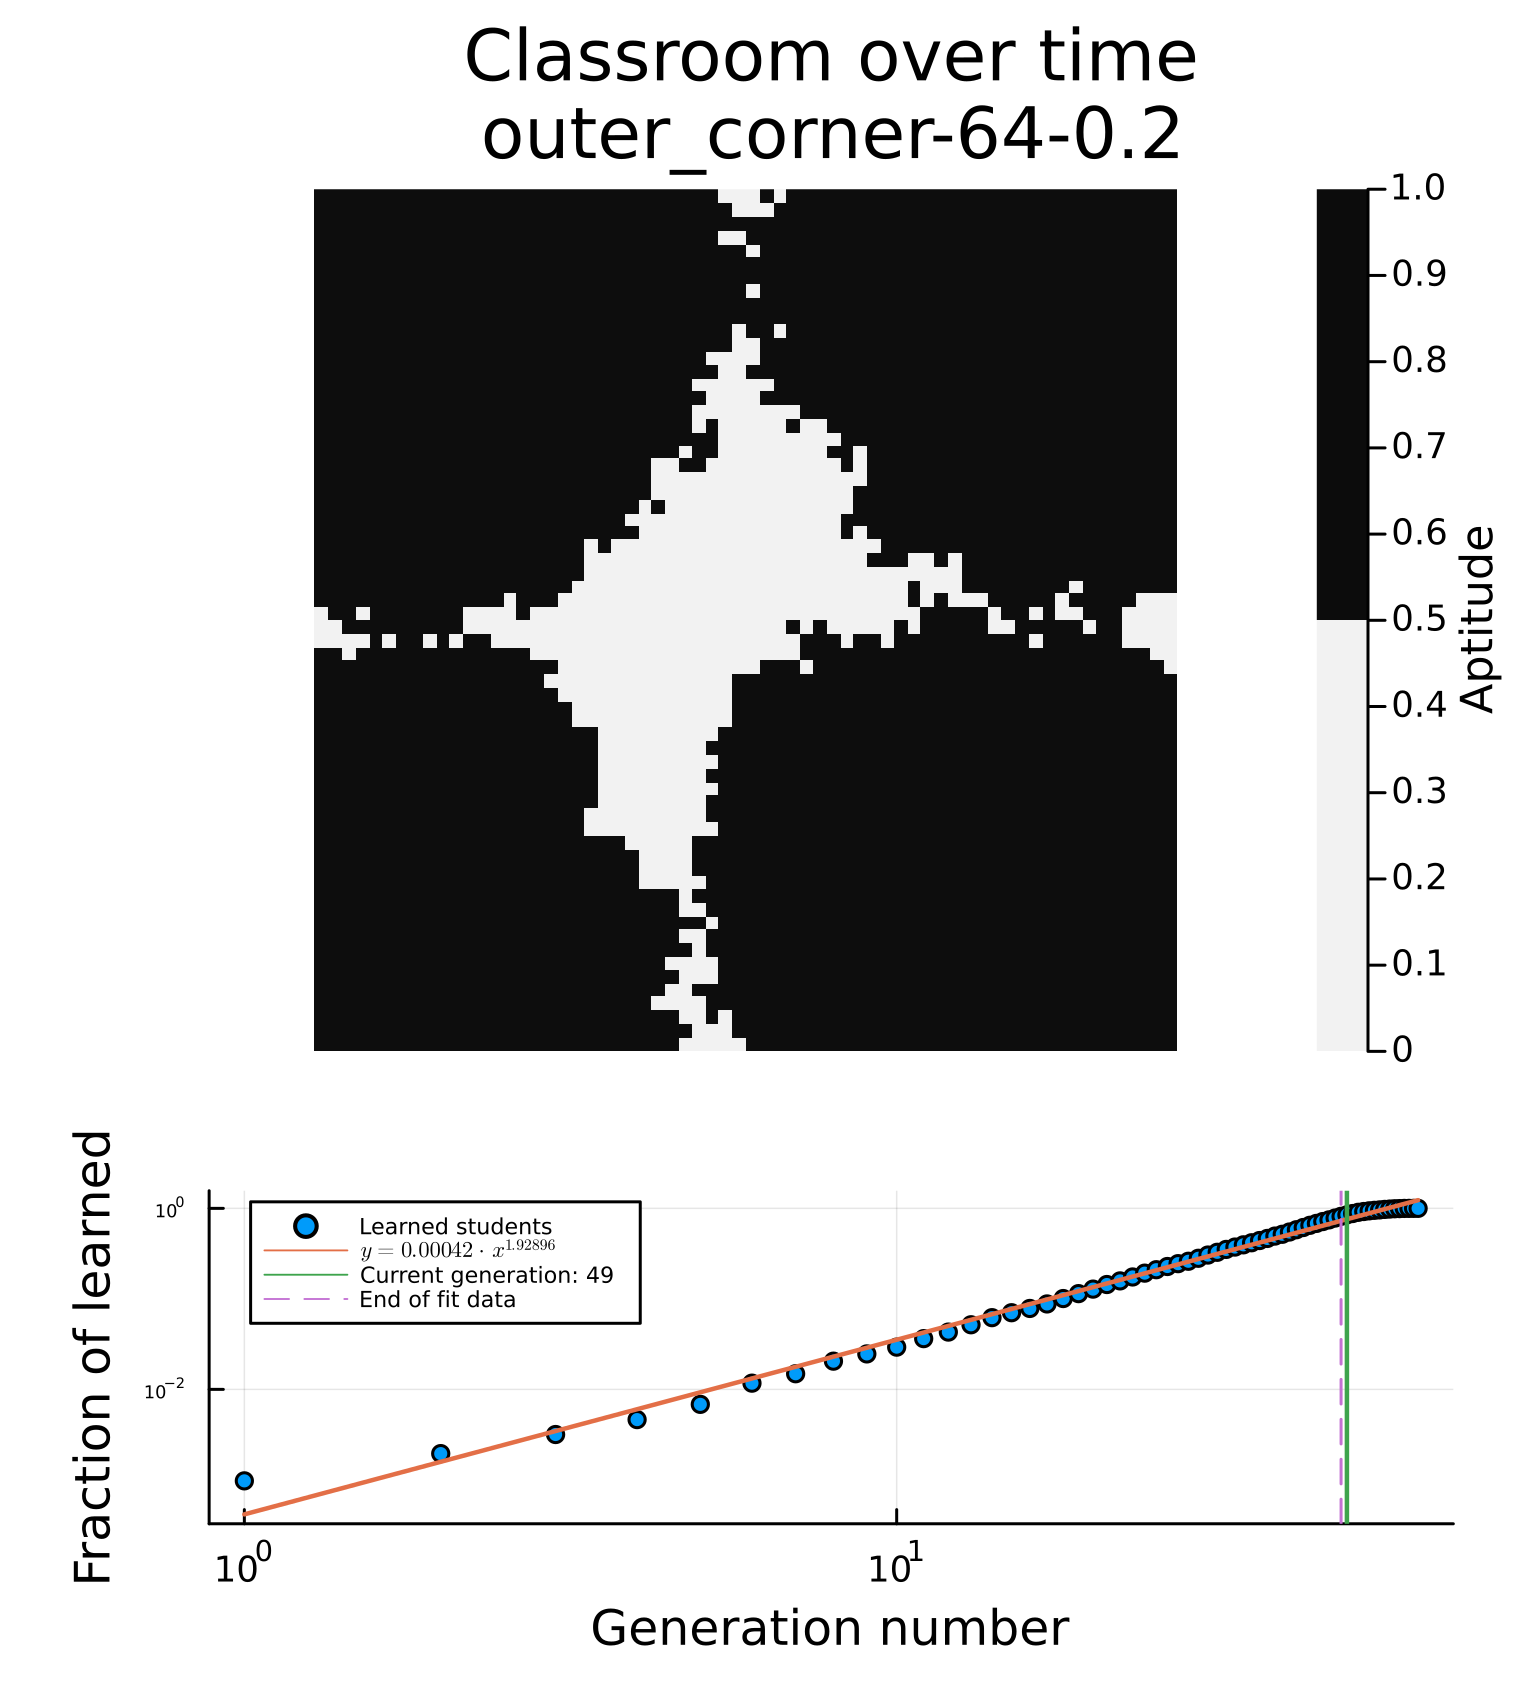 Classroom over time
outer_corner-64-0.2
1.0
0.9
0.8
0.7
0.6
0.5
0.4
0.3
0.2
0.1
0
Aptitude
Fraction of learned
10⁰
10⁻²
Learned students
y = 0.00042 · x^1.92896
Current generation: 49
End of fit data
10⁰
10¹
Generation number